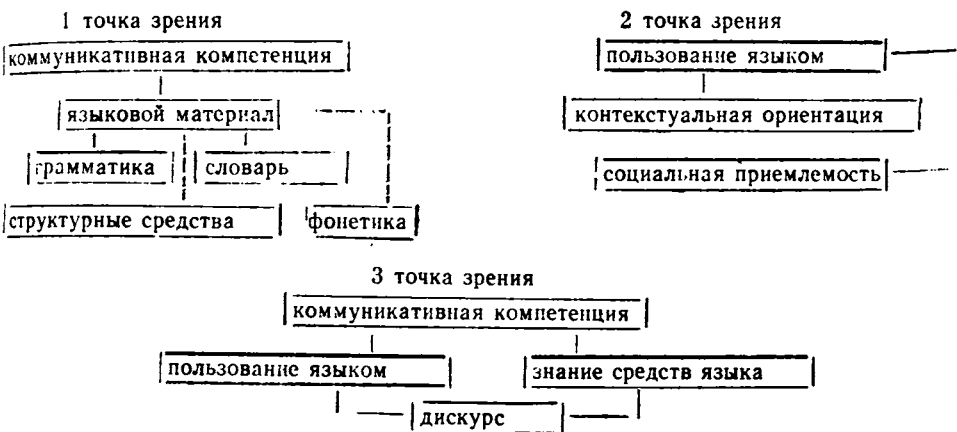 1 точка зрения
коммуникативная компетенция
языковой материал
грамматика словарь
структурные средства фонетика
2 точка зрения
пользование языком
контекстуальная ориентация
социальная приемлемость
3 точка зрения
коммуникативная компетенция
пользование языком знание средств языка
дискурс